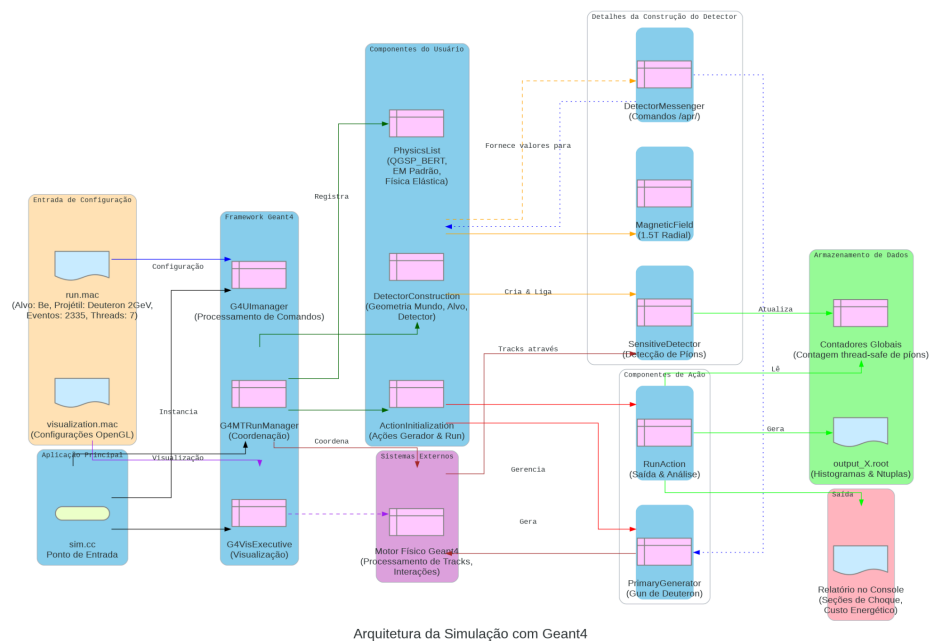 Detalhes da Construção do Detector
DetectorMessenger
(Comandos /apr/)
Fornece valores para
MagneticField
(1.5T Radial)
Cria & Liga
SensitiveDetector
(Detecção de Píons)
Componentes do Usuário
PhysicsList
(QGSP_BERT,
EM Padrão,
Física Elástica)
Registra
DetectorConstruction
(Geometria Mundo, Alvo,
Detector)
ActionInitialization
(Ações Gerador & Run)
Entrada de Configuração
run.mac
(Alvo: Be, Projétil: Deuteron 2GeV,
Eventos: 2335, Threads: 7)
visualization.mac
(Configurações OpenGL)
Configuração
Framework Geant4
G4UImanager
(Processamento de Comandos)
G4MTRunManager
(Coordenação)
G4VisExecutive
(Visualização)
Instancia
Visualização
Aplicação Principal
sim.cc
Ponto de Entrada
Coordena
Sistemas Externos
Motor Físico Geant4
(Processamento de Tracks,
Interações)
Tracks através
Gerencia
Gera
Componentes de Ação
RunAction
(Saída & Análise)
PrimaryGenerator
(Gun de Deuteron)
Armazenamento de Dados
Atualiza
Contadores Globais
(Contagem thread-safe de píons)
Lê
Gera
output_X.root
(Histogramas & Ntuplas)
Saída
Relatório no Console
(Seções de Choque,
Custo Energético)
Arquitetura da Simulação com Geant4